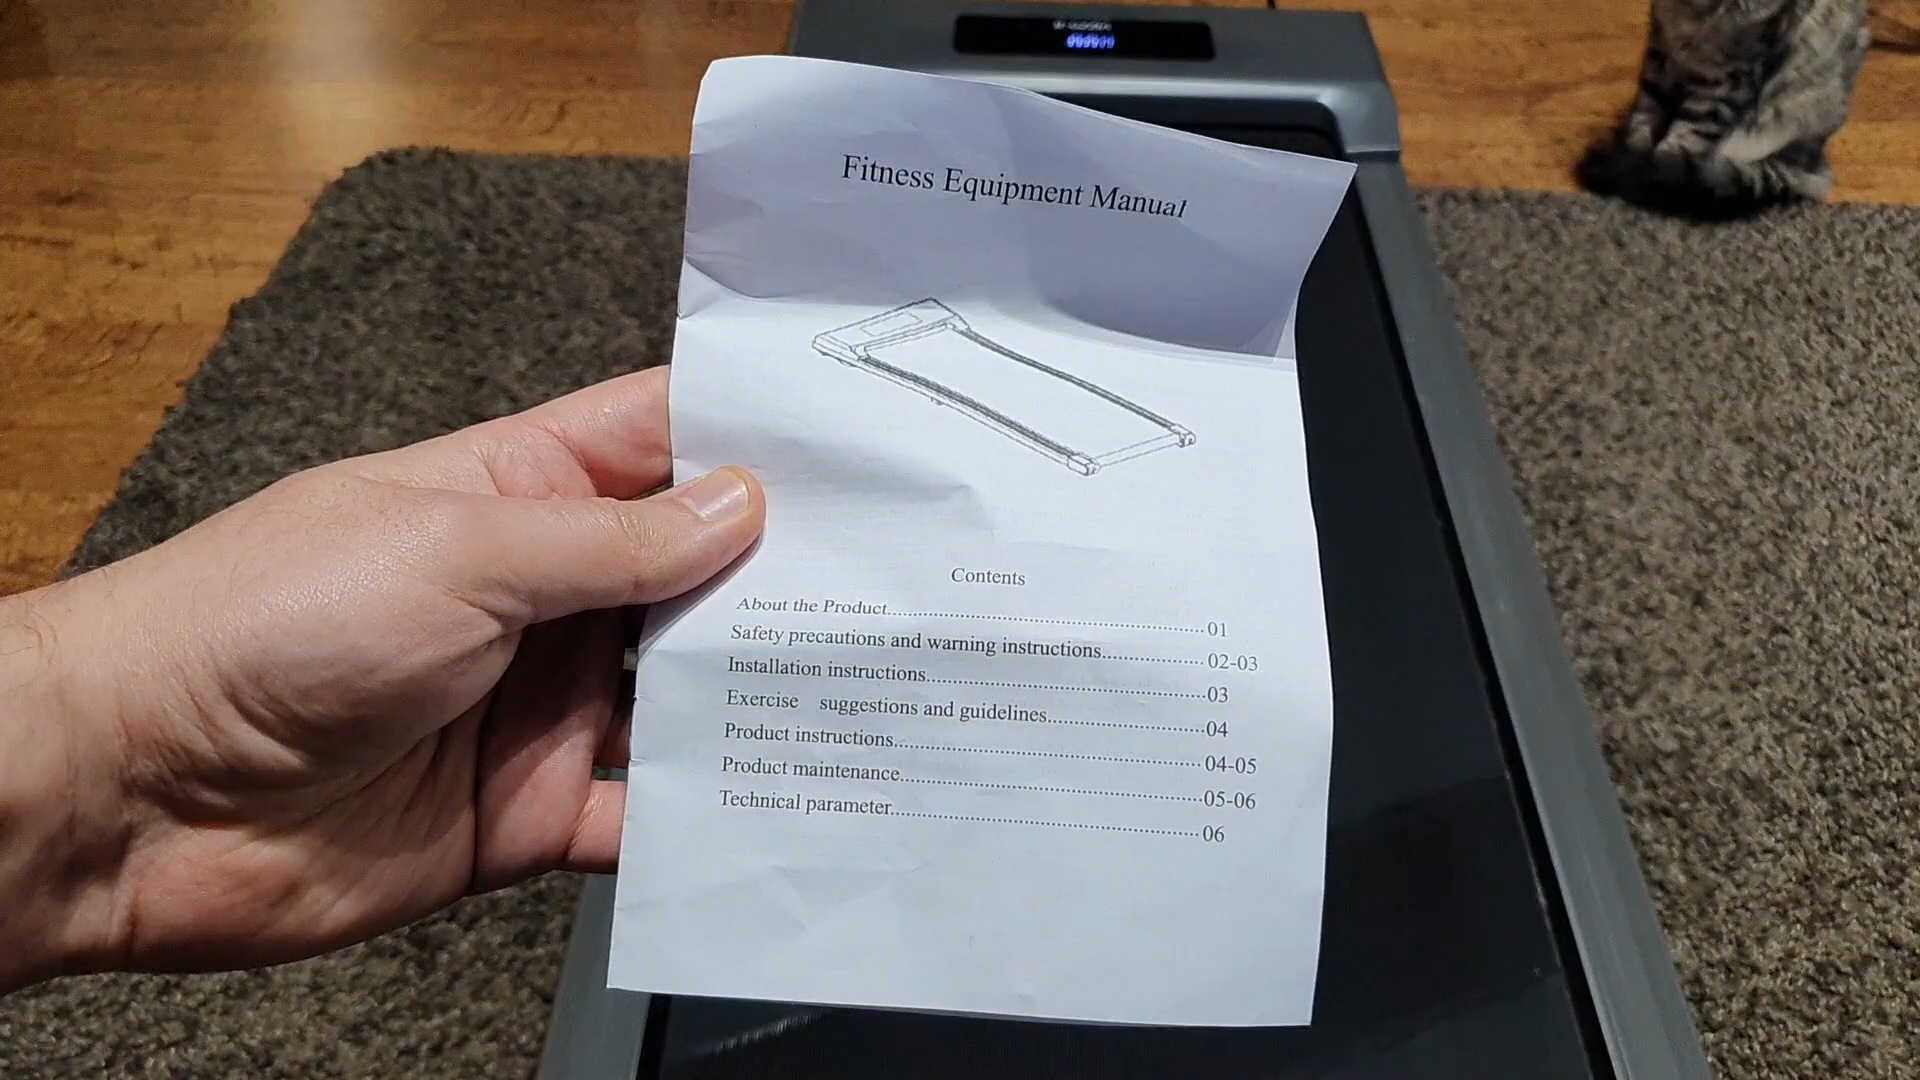 Fitness Equipment Manual
Contents
About the Product........................................................01
Safety precautions and warning instructions..................02-03
Installation instructions.................................................03
Exercise suggestions and guidelines............................04
Product instructions.......................................................04-05
Product maintenance......................................................05-06
Technical parameter.......................................................06